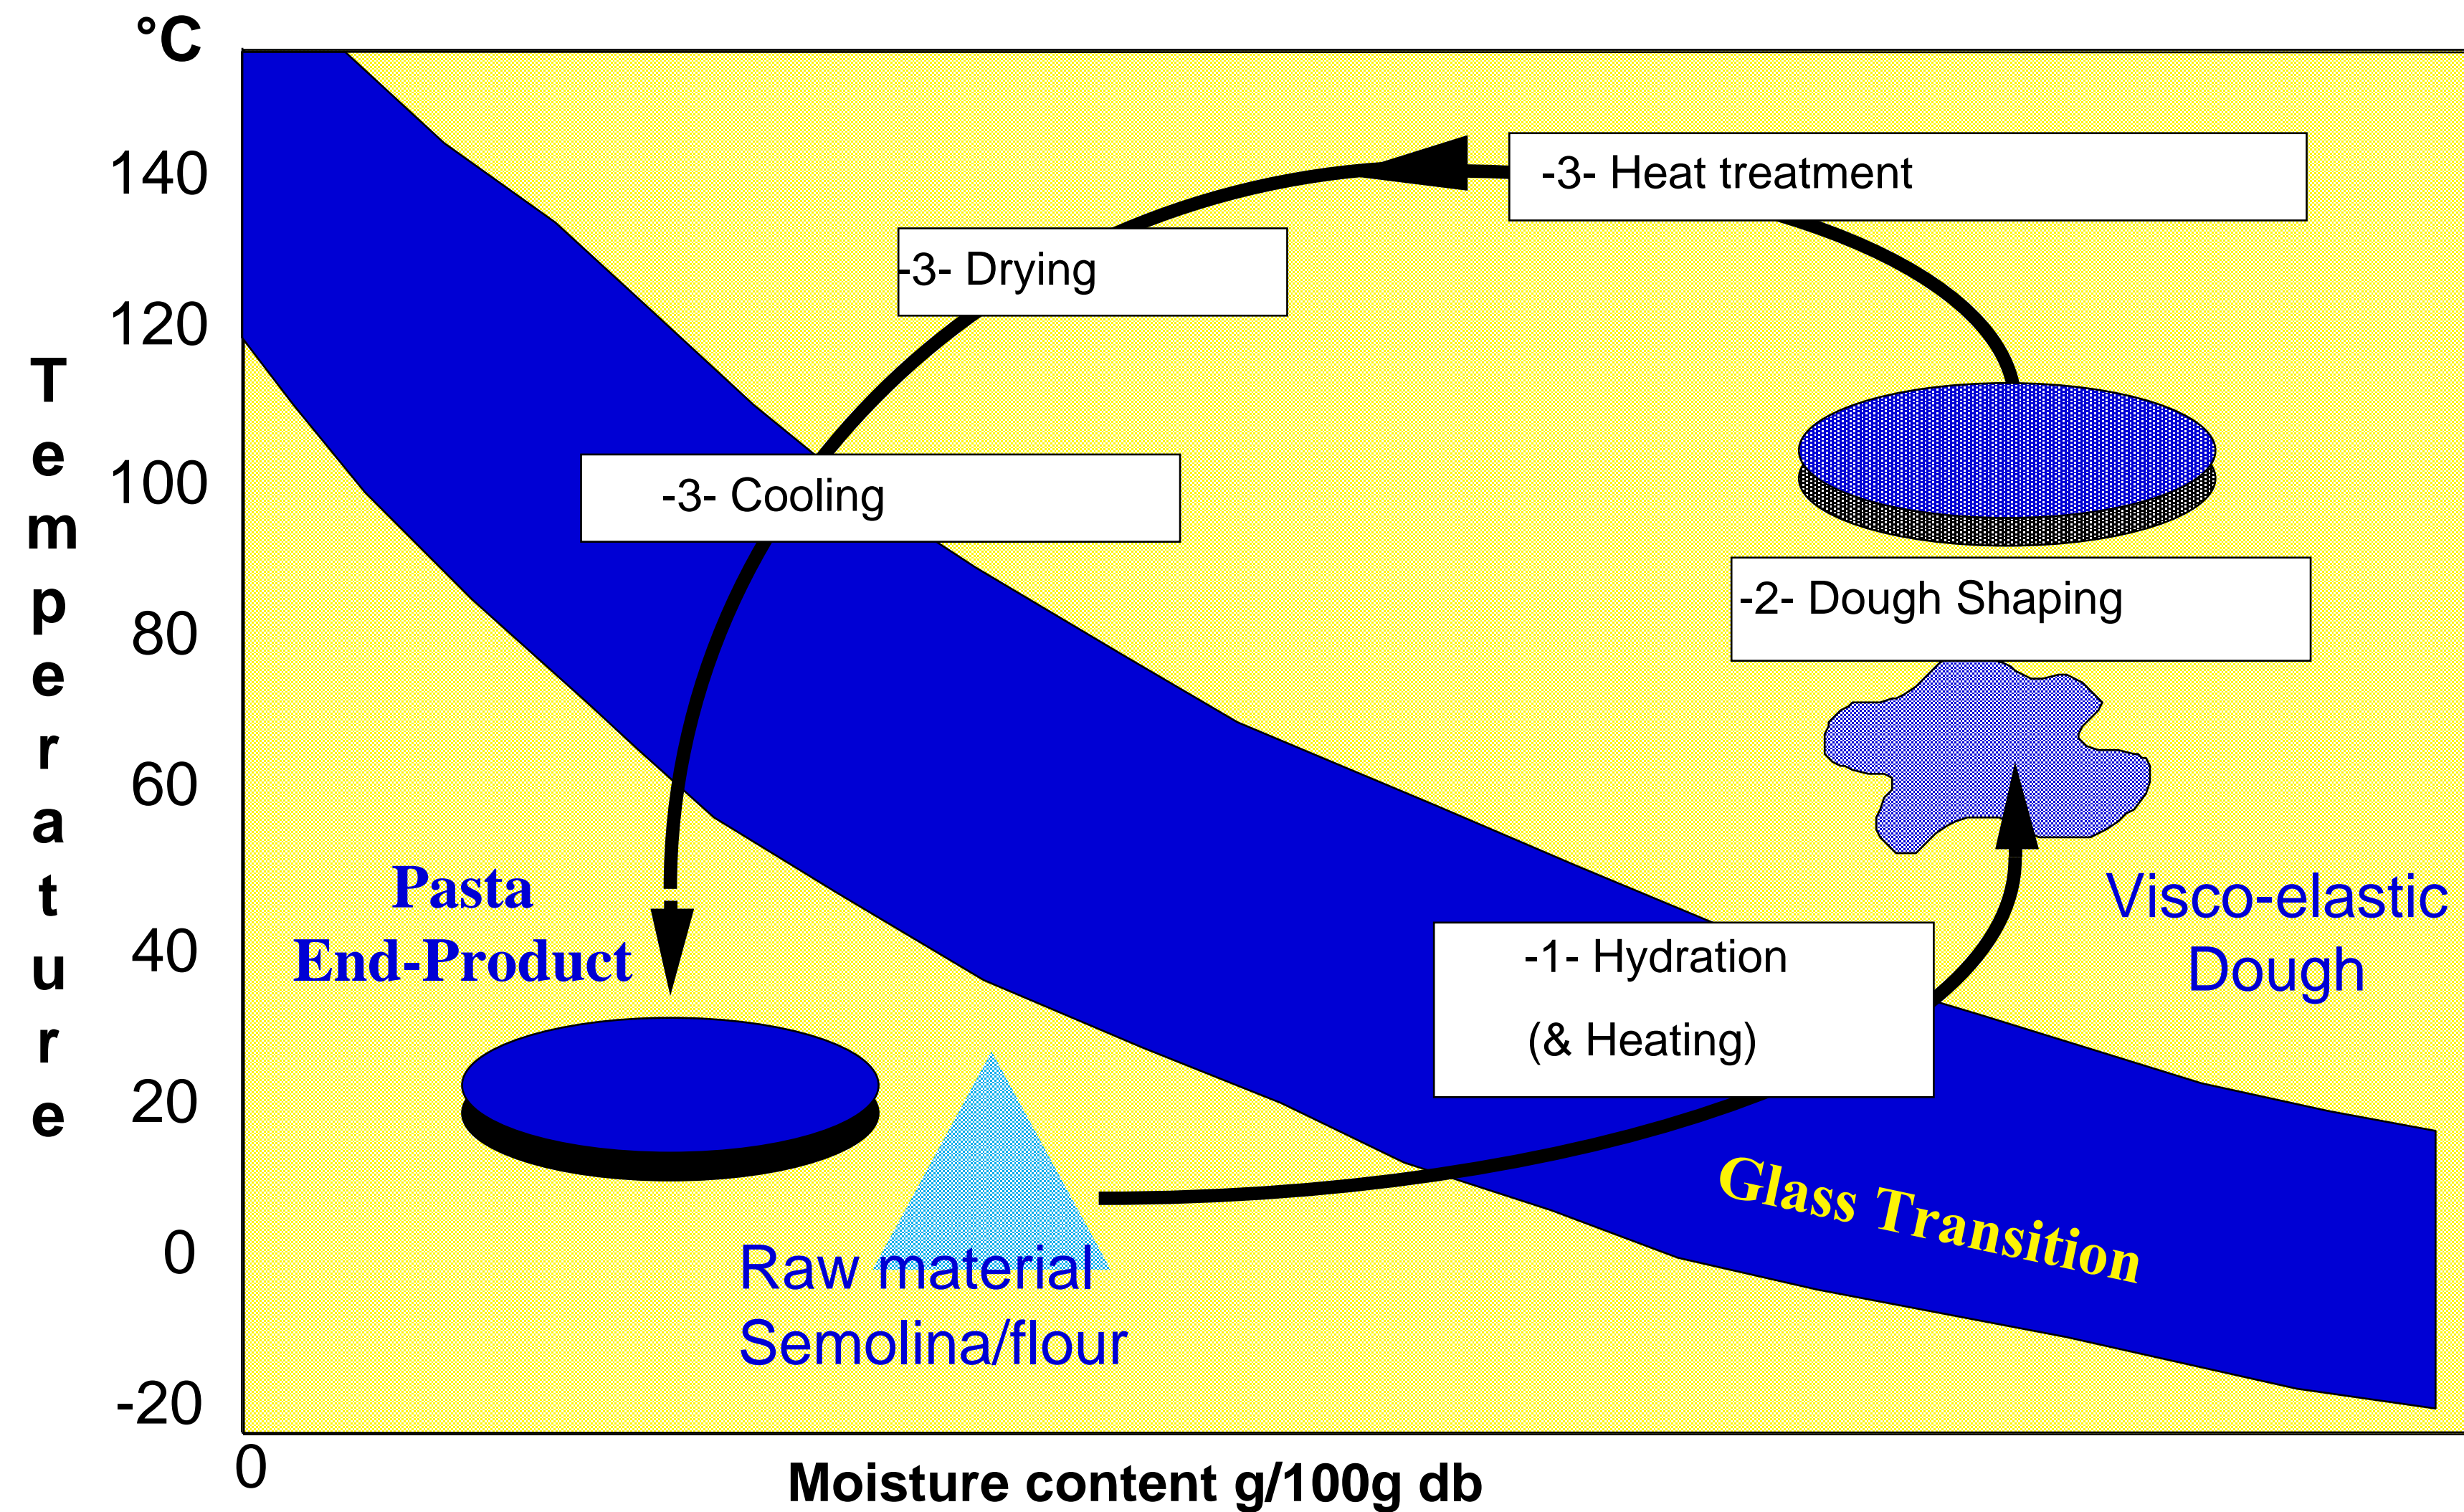 °C
140
120
100
80
60
40
20
0
-20
Temperature
-3- Heat treatment
-3- Drying
-3- Cooling
-2- Dough Shaping
Pasta
End-Product
Visco-elastic
Dough
-1- Hydration
(& Heating)
Glass Transition
Raw material
Semolina/flour
0
Moisture content g/100g db